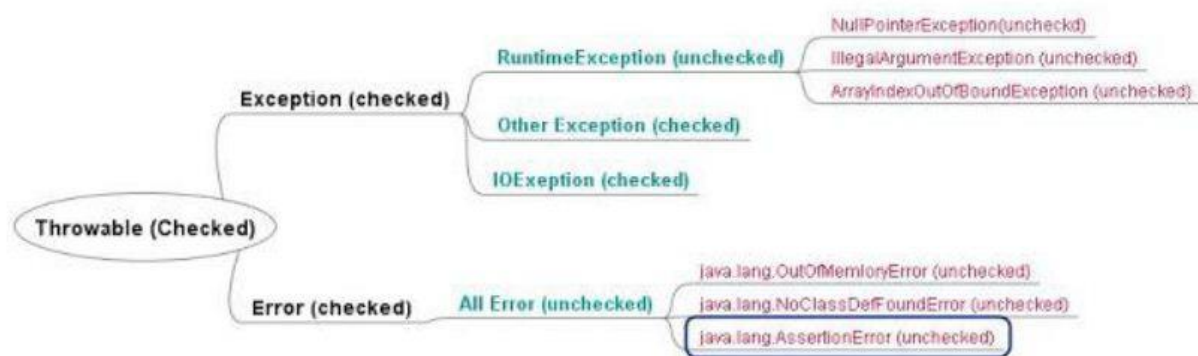 NullPointerException(uncheckd)
RuntimeException (unchecked)
IllegalArgumentException (unchecked)
ArrayIndexOutOfBoundException (unchecked)
Exception (checked)
Other Exception (checked)
IOExeption (checked)
Throwable (Checked)
java.lang.OutOfMemloryError (unchecked)
Error (checked)
All Error (unchecked)
java.lang.NoClassDefFoundError (unchecked)
java.lang.AssertionError (unchecked)